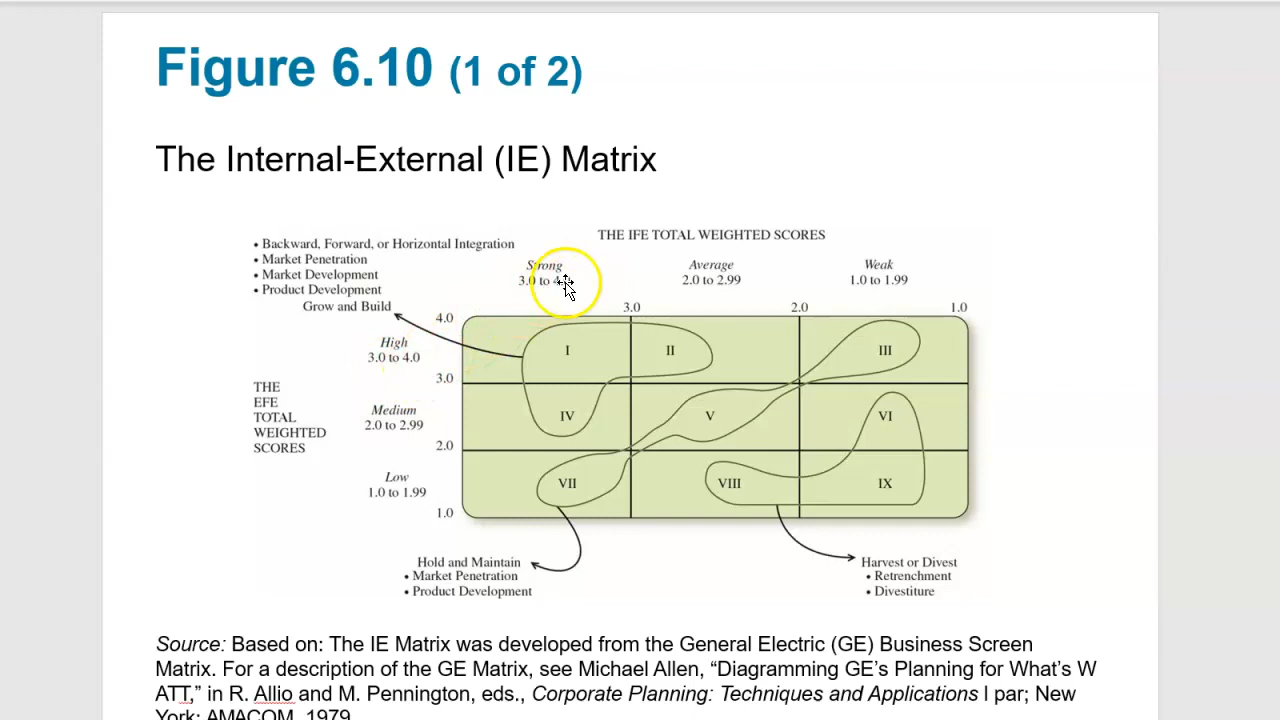 Figure 6.10 (1 of 2)
The Internal-External (IE) Matrix
THE IFE TOTAL WEIGHTED SCORES
• Backward, Forward, or Horizontal Integration
• Market Penetration
• Market Development
• Product Development
Grow and Build
Strong
3.0 to
Average
2.0 to 2.99
Weak
1.0 to 1.99
3.0
2.0
1.0
4.0
High
3.0 to 4.0
I
II
III
3.0
THE
EFE
TOTAL
WEIGHTED
SCORES
Medium
2.0 to 2.99
IV
V
VI
2.0
Low
1.0 to 1.99
VII
VIII
IX
1.0
Hold and Maintain
• Market Penetration
• Product Development
Harvest or Divest
• Retrenchment
• Divestiture
Source: Based on: The IE Matrix was developed from the General Electric (GE) Business Screen
Matrix. For a description of the GE Matrix, see Michael Allen, “Diagramming GE’s Planning for What’s W
ATT,” in R. Allio and M. Pennington, eds., Corporate Planning: Techniques and Applications l par; New
York: AMACOM, 1979